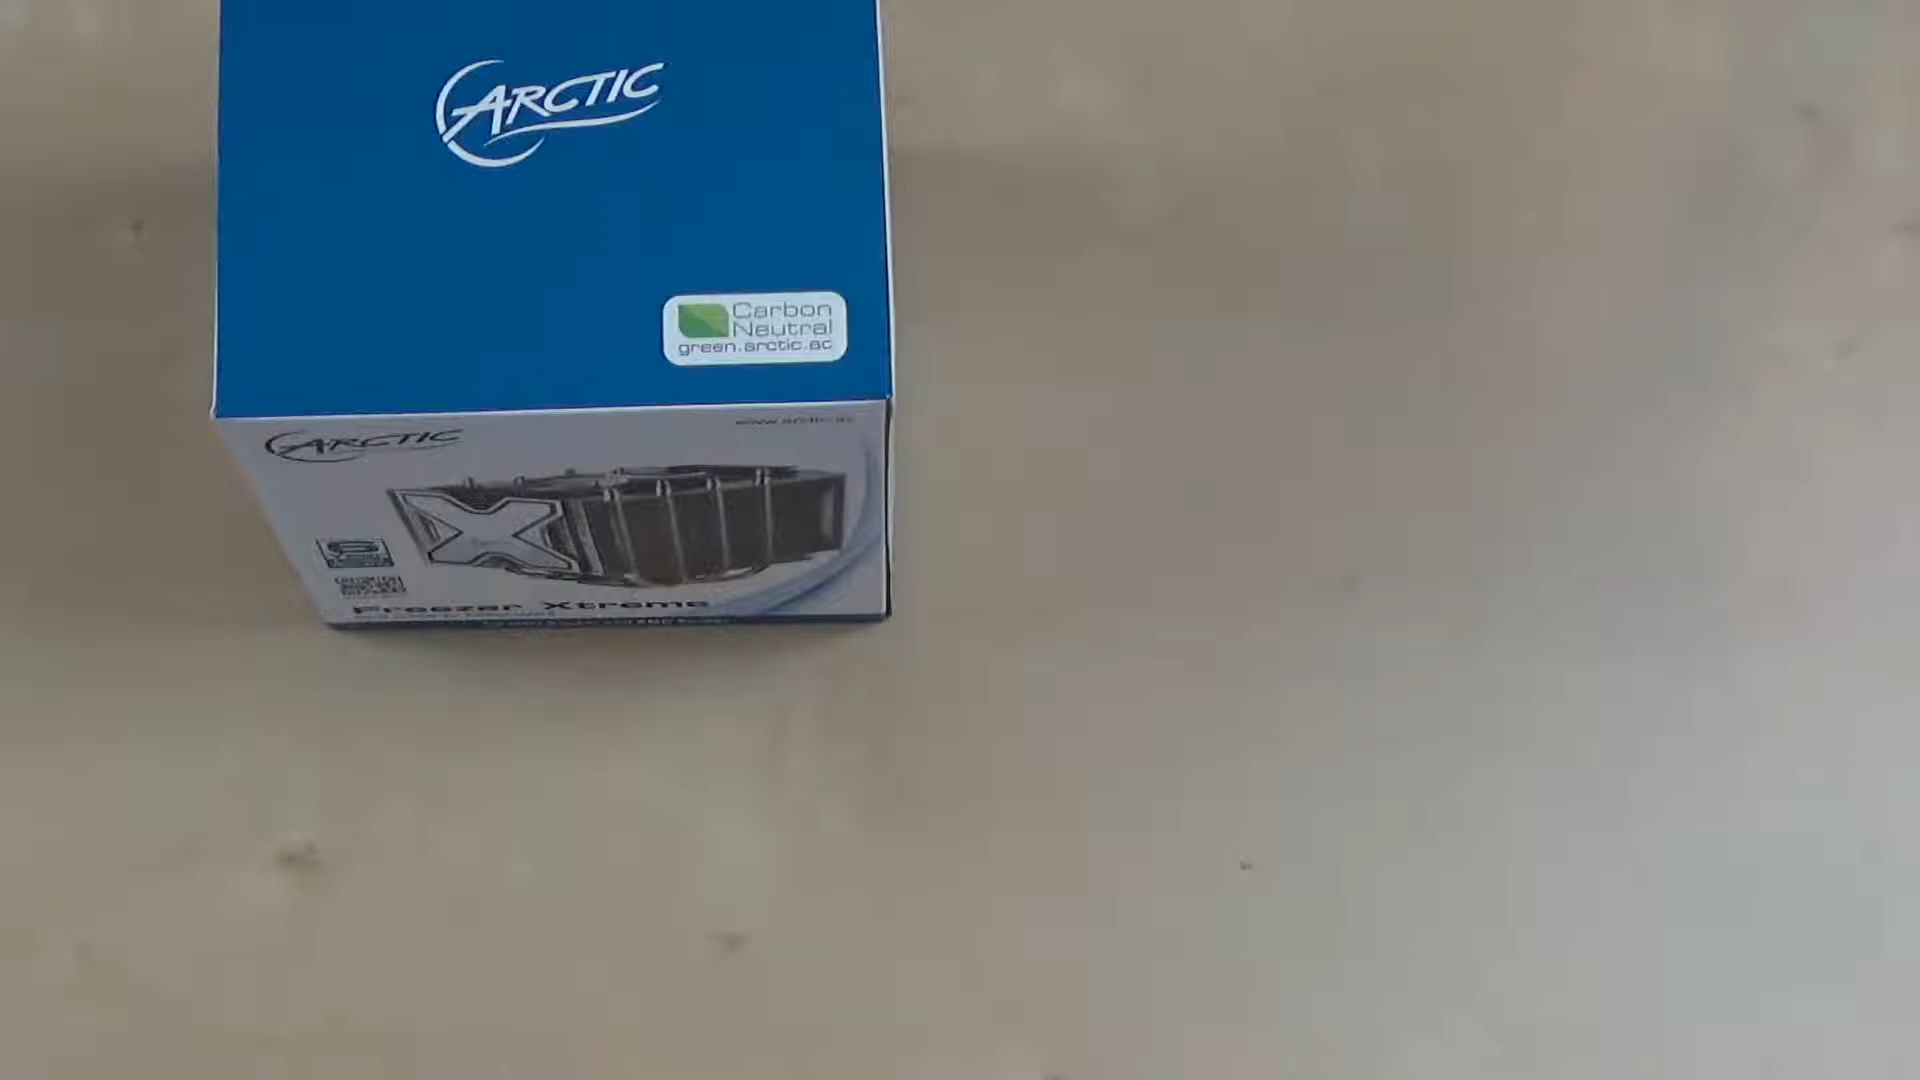 ARCTIC
Carbon
Neutral
green.arctic.ac
www.arctic.ac
ARCTIC
Freezer Xtreme